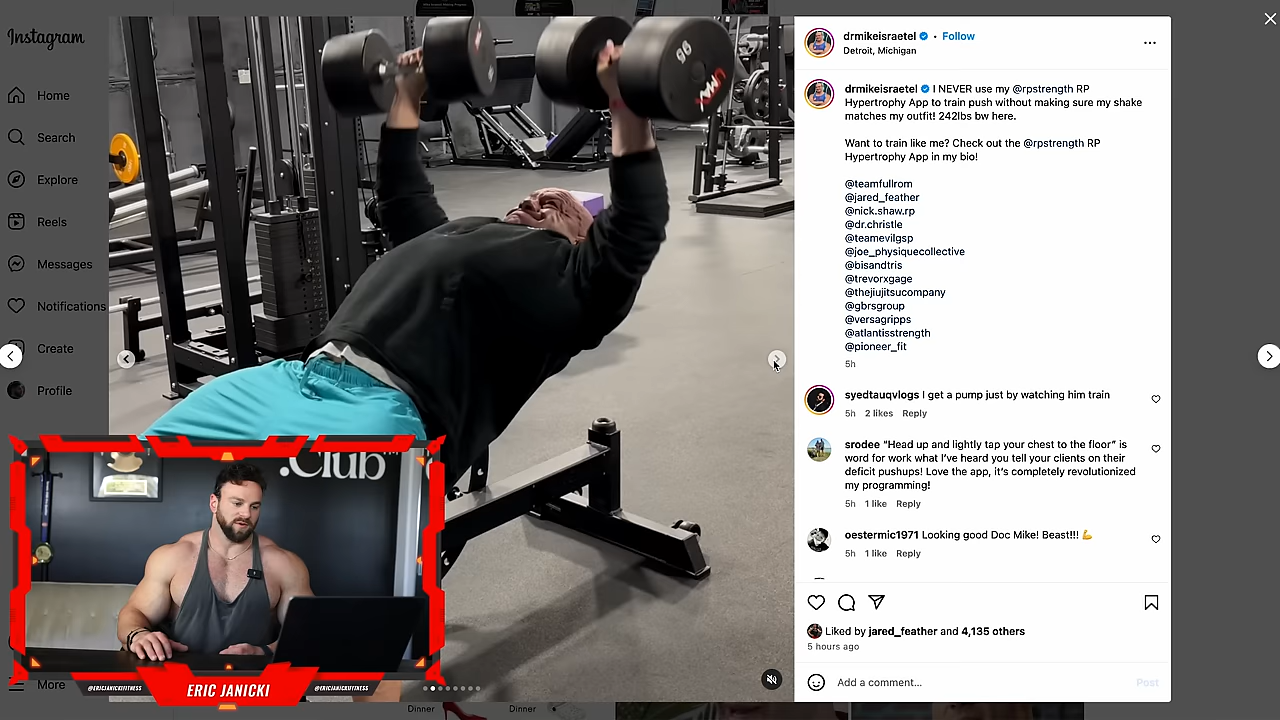 Instagram
Home
Search
Explore
Reels
Messages
Notifications
Create
Profile
More
drmikeisraetel • Follow
Detroit, Michigan
drmikeisraetel I NEVER use my @rpstrength RP
Hypertrophy App to train push without making sure my shake
matches my outfit! 242lbs bw here.
Want to train like me? Check out the @rpstrength RP
Hypertrophy App in my bio!
@teamfullrom
@jared_feather
@nick.shaw.rp
@dr.christle
@teamevilgsp
@joe_physiquecollective
@bisandtris
@trevorxgage
@thejiujitsucompany
@gbrsgroup
@versagripps
@atlantisstrength
@pioneer_fit
5h
syedtauqvlogs I get a pump just by watching him train
5h 2 likes Reply
srodee “Head up and lightly tap your chest to the floor” is
word for work what I’ve heard you tell your clients on their
deficit pushups! Love the app, it’s completely revolutionized
my programming!
5h 1 like Reply
oestermic1971 Looking good Doc Mike! Beast!!! 💪
5h 1 like Reply
Liked by jared_feather and 4,135 others
5 hours ago
Add a comment...
Post
.Club
@ERICJANICKIFITNESS
ERIC JANICKI
@ERICJANICKIFITNESS
Dinner
Dinner